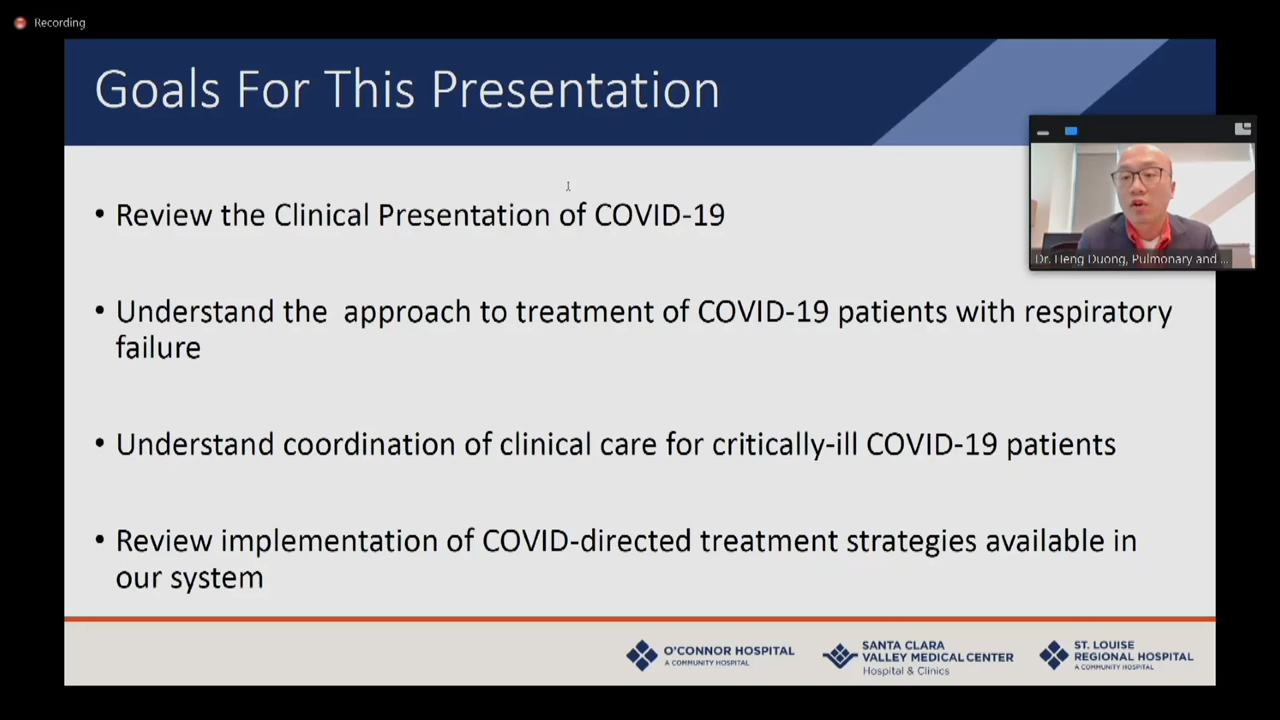 Recording
Goals For This Presentation
• Review the Clinical Presentation of COVID-19
Dr. Heng Duong, Pulmonary and ...
• Understand the  approach to treatment of COVID-19 patients with respiratory
failure
• Understand coordination of clinical care for critically-ill COVID-19 patients
• Review implementation of COVID-directed treatment strategies available in
our system
O'CONNOR HOSPITAL
A COMMUNITY HOSPITAL
SANTA CLARA
VALLEY MEDICAL CENTER
Hospital & Clinics
ST. LOUISE
REGIONAL HOSPITAL
A COMMUNITY HOSPITAL